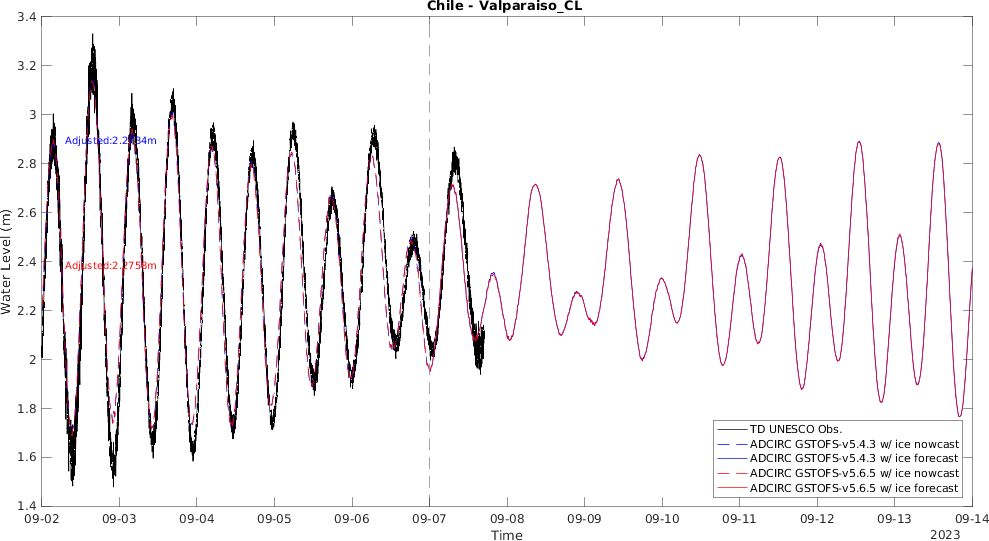 Chile - Valparaiso_CL
3.4
3.2
3
2.8
2.6
2.4
2.2
2
1.8
1.6
1.4
Water Level (m)
Adjusted:2.2758m
09-02
09-03
09-04
09-05
09-06
09-07
09-08
09-09
09-10
09-11
09-12
09-13
09-14
Time
2023
TD UNESCO Obs.
ADCIRC GSTOFS-v5.4.3 w/ ice nowcast
ADCIRC GSTOFS-v5.4.3 w/ ice forecast
ADCIRC GSTOFS-v5.6.5 w/ ice nowcast
ADCIRC GSTOFS-v5.6.5 w/ ice forecast